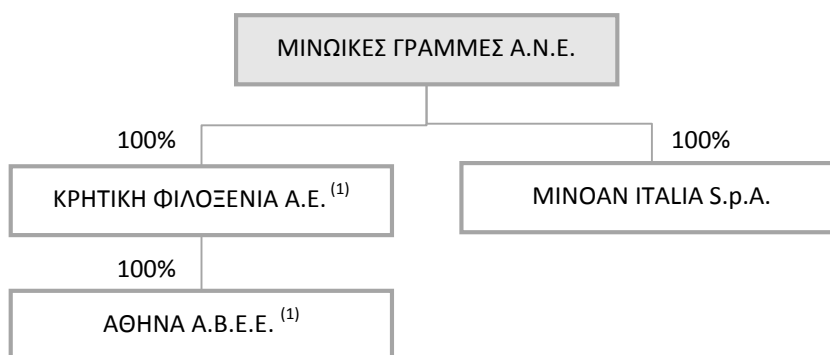 ΜΙΝΩΙΚΕΣ ΓΡΑΜΜΕΣ Α.Ν.Ε.
100%
100%
ΚΡΗΤΙΚΗ ΦΙΛΟΞΕΝΙΑ Α.Ε. (1)
MINOAN ITALIA S.p.A.
100%
ΑΘΗΝΑ Α.Β.Ε.Ε. (1)